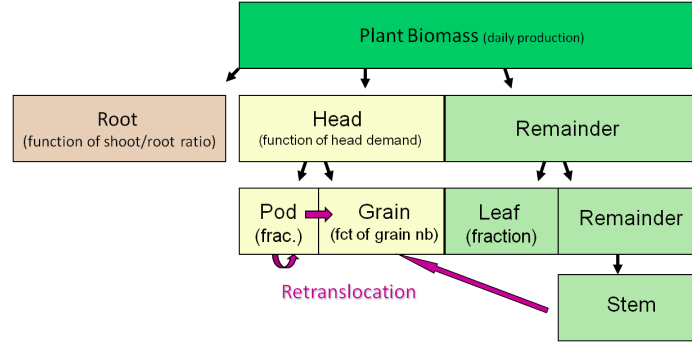 Plant Biomass (daily production)
Root
(function of shoot/root ratio)
Head
(function of head demand)
Remainder
Pod
(frac.)
Grain
(fct of grain nb)
Leaf
(fraction)
Remainder
Retranslocation
Stem